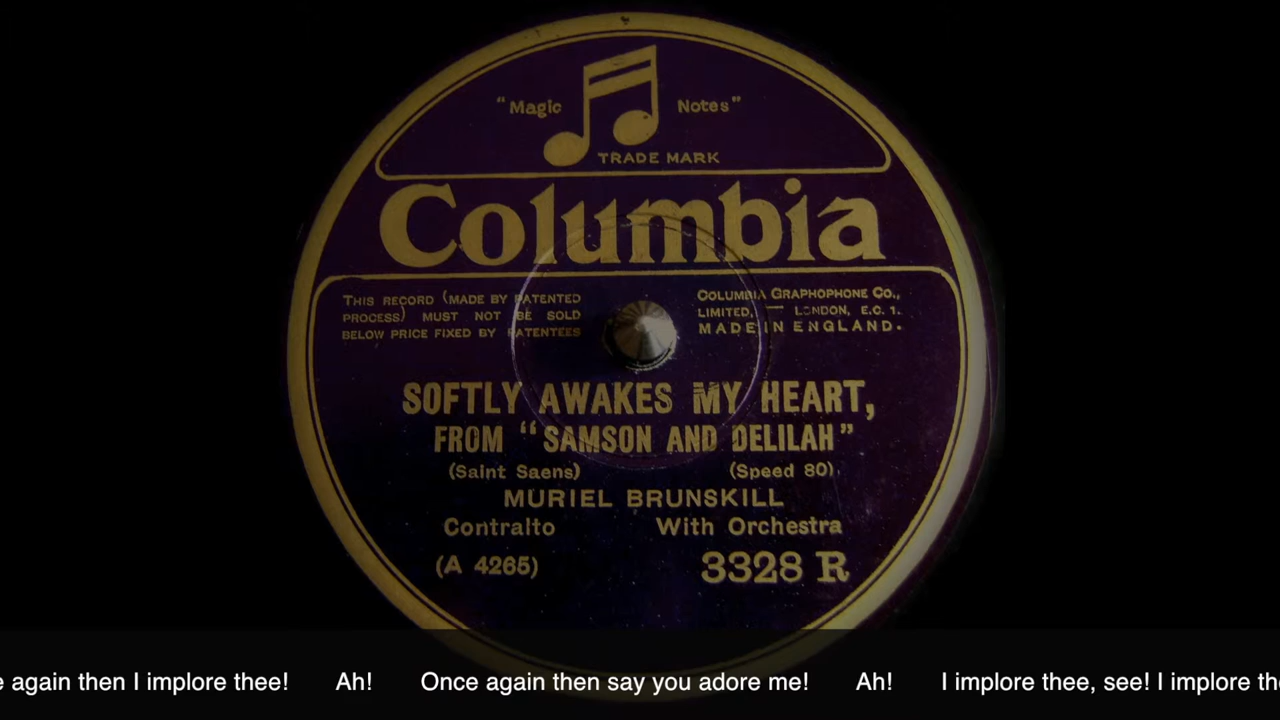 "Magic Notes"
TRADE MARK
Columbia
THIS RECORD (MADE BY PATENTED
PROCESS) MUST NOT BE SOLD
BELOW PRICE FIXED BY PATENTEES
COLUMBIA GRAPHOPHONE CO.,
LIMITED, — LONDON, E.C. 1.
MADE IN ENGLAND.
SOFTLY AWAKES MY HEART,
FROM "SAMSON AND DELILAH"
(Saint Saens) (Speed 80).
MURIEL BRUNSKILL
Contralto With Orchestra
(A 4265) 3328 R
again then I implore thee! Ah! Once again then say you adore me! Ah! I implore thee, see! I implore